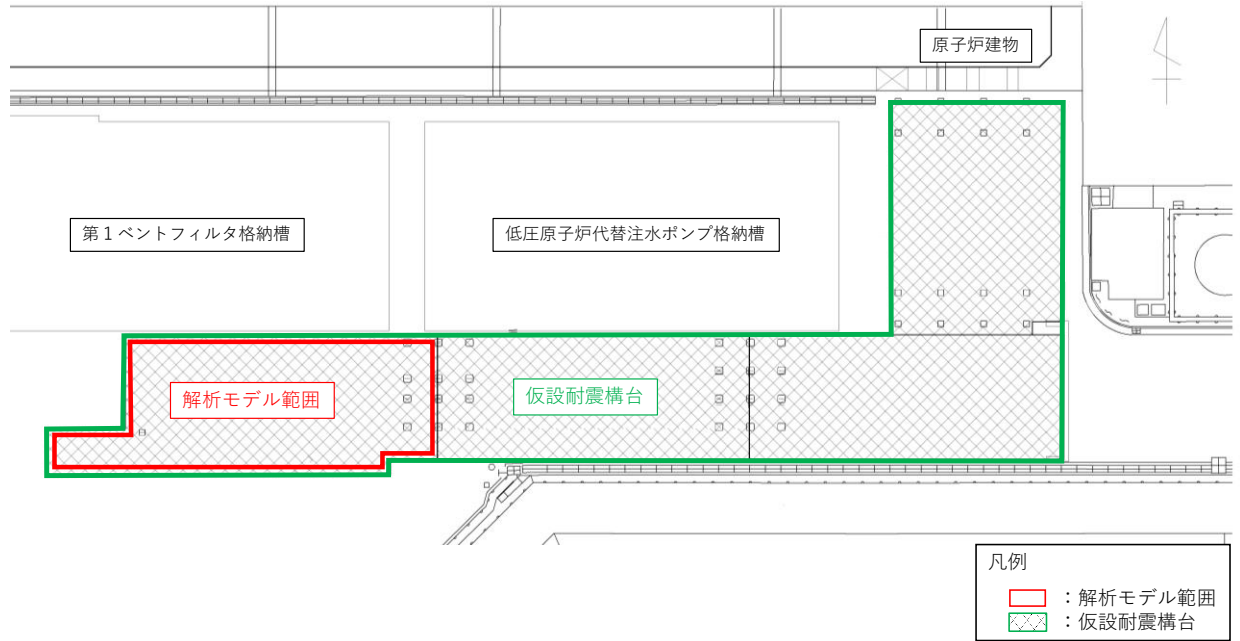 原子炉建物
第1ベントフィルタ格納槽
低圧原子炉代替注水ポンプ格納槽
解析モデル範囲
仮設耐震構台
凡例
：解析モデル範囲
：仮設耐震構台